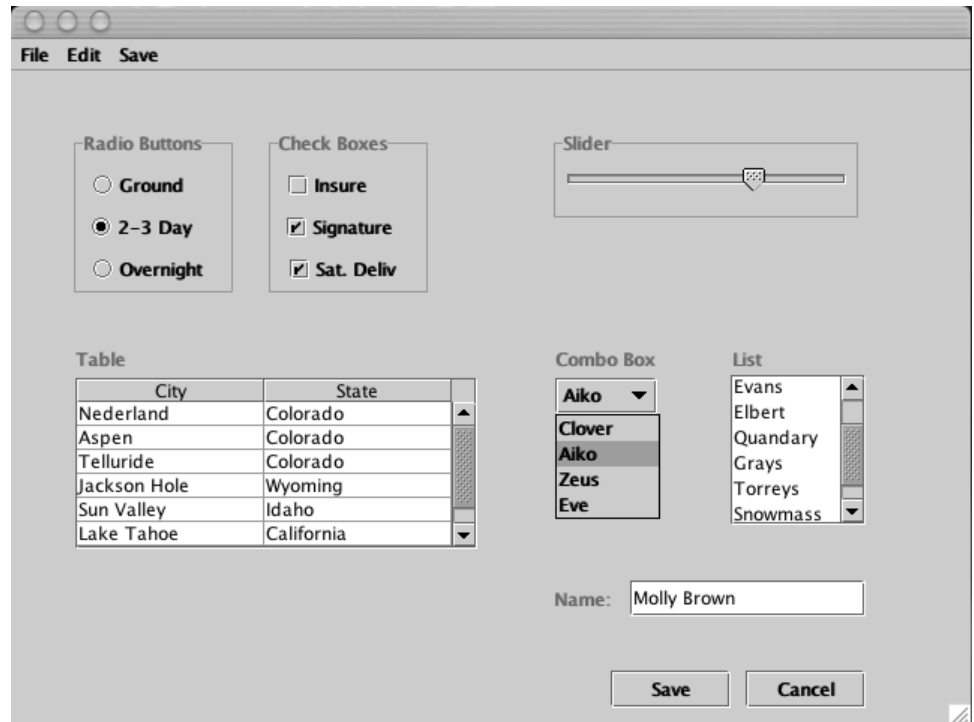 File Edit Save
Radio Buttons
Ground
2-3 Day
Overnight
Check Boxes
Insure
Signature
Sat. Deliv
Slider
Table
City State
Nederland Colorado
Aspen Colorado
Telluride Colorado
Jackson Hole Wyoming
Sun Valley Idaho
Lake Tahoe California
Combo Box
Aiko
Clover
Aiko
Zeus
Eve
List
Evans
Elbert
Quandary
Grays
Torreys
Snowmass
Name: Molly Brown
Save Cancel